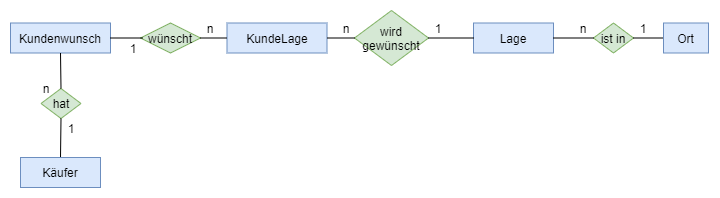 Kundenwunsch 1 wünscht n KundeLage n wird gewünscht 1 Lage n ist in 1 Ort
n
hat
1
Käufer